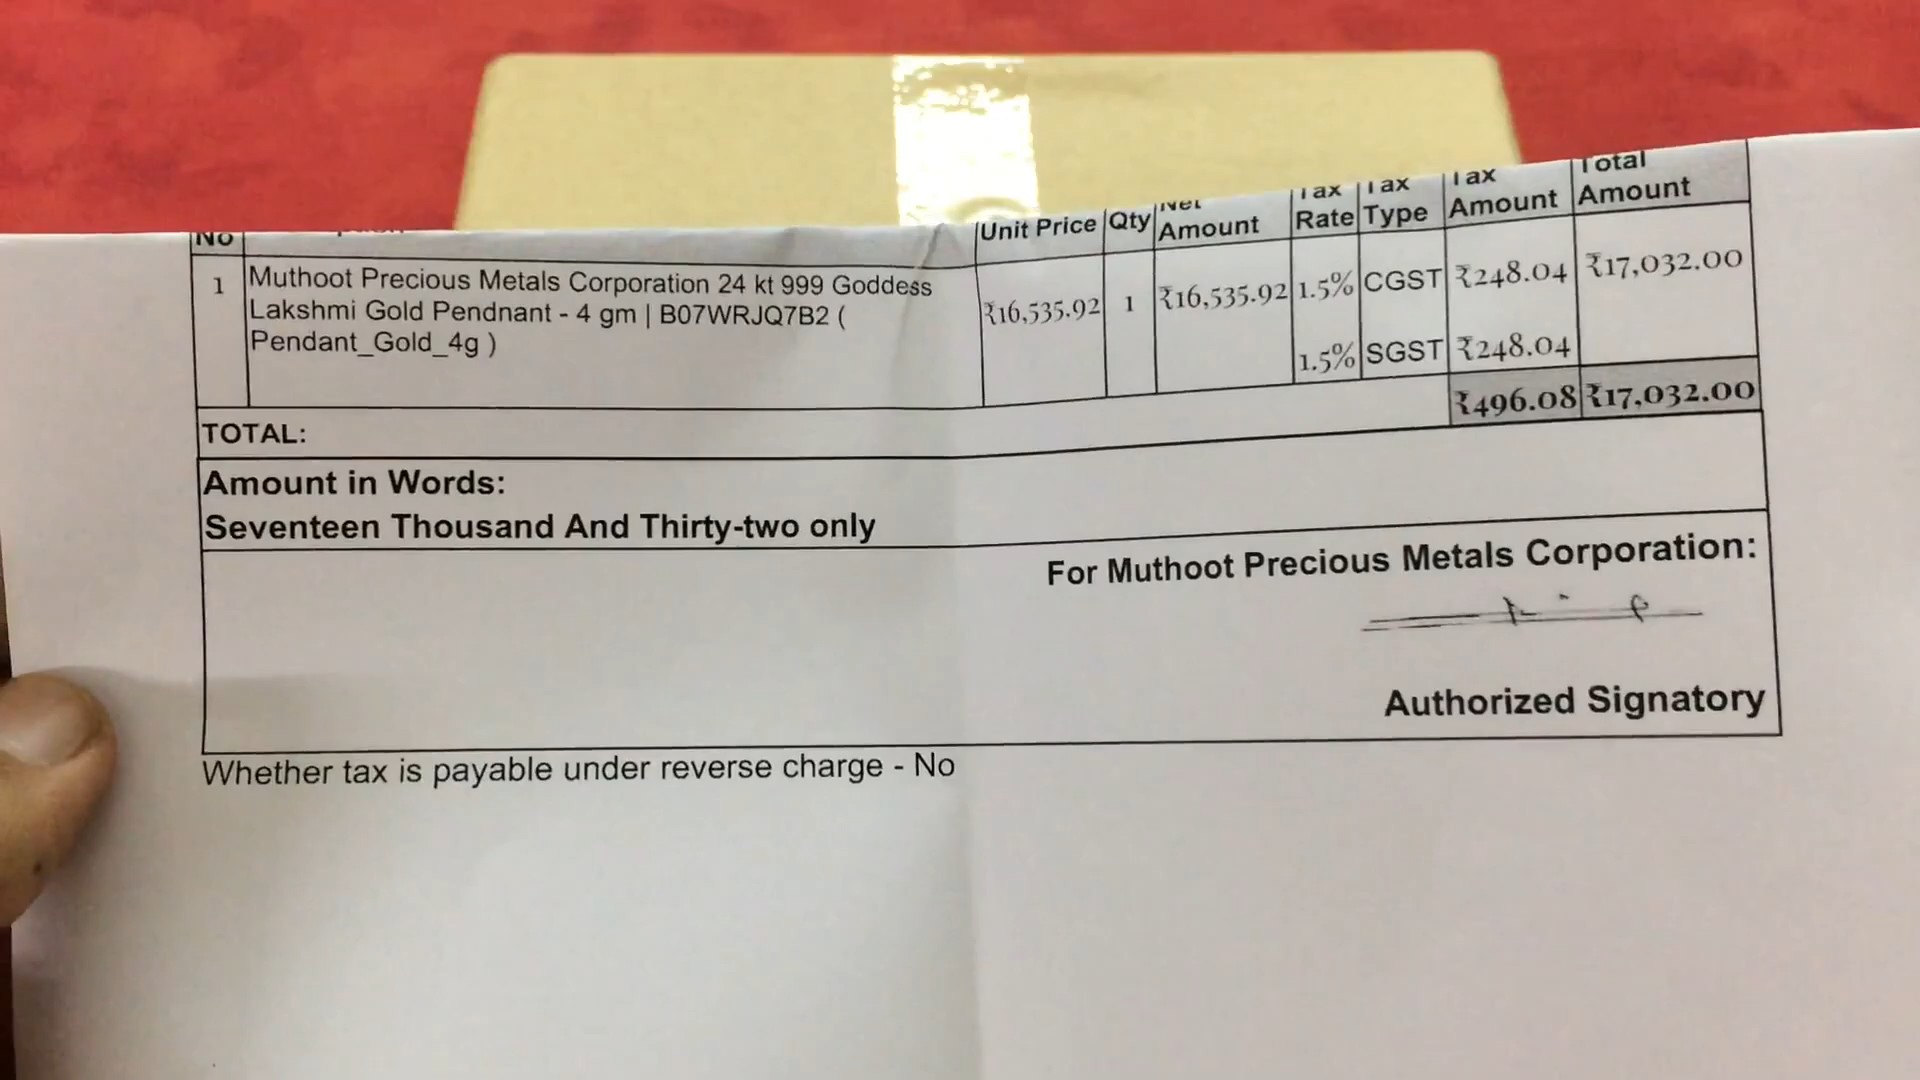 No
Unit Price Qty Net Amount Tax Rate Tax Type Tax Amount Total Amount
1 Muthoot Precious Metals Corporation 24 kt 999 Goddess
Lakshmi Gold Pendnant - 4 gm | B07WRJQ7B2 (
Pendant_Gold_4g )
₹16,535.92 1 ₹16,535.92 1.5% CGST ₹248.04 ₹17,032.00
1.5% SGST ₹248.04
TOTAL: ₹496.08 ₹17,032.00
Amount in Words:
Seventeen Thousand And Thirty-two only
For Muthoot Precious Metals Corporation:
Authorized Signatory
Whether tax is payable under reverse charge - No